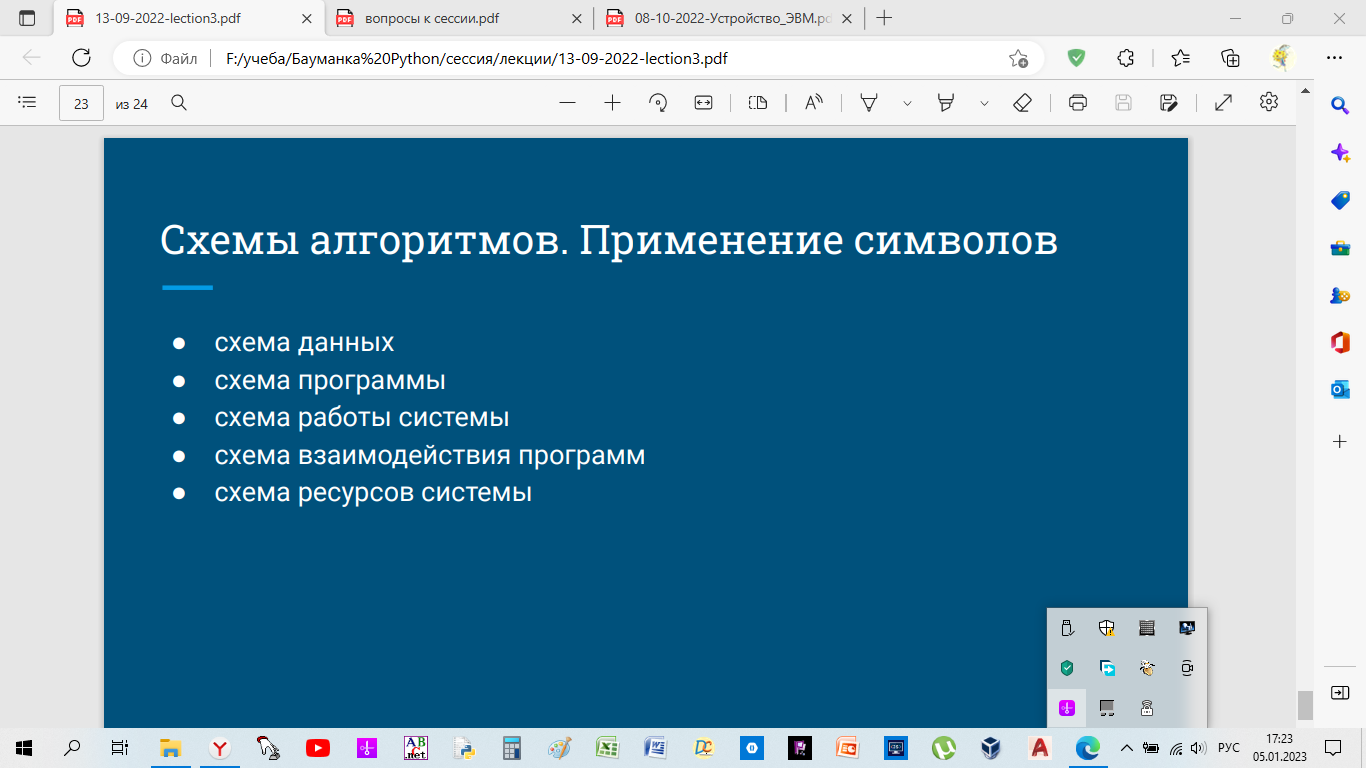 13-09-2022-lection3.pdf
вопросы к сессии.pdf
08-10-2022-Устройство_ЭВМ.pd
Файл
F:/учеба/Бауманка%20Python/сессия/лекции/13-09-2022-lection3.pdf
23 из 24
Схемы алгоритмов. Применение символов
● схема данных
● схема программы
● схема работы системы
● схема взаимодействия программ
● схема ресурсов системы
РУС
17:23
05.01.2023